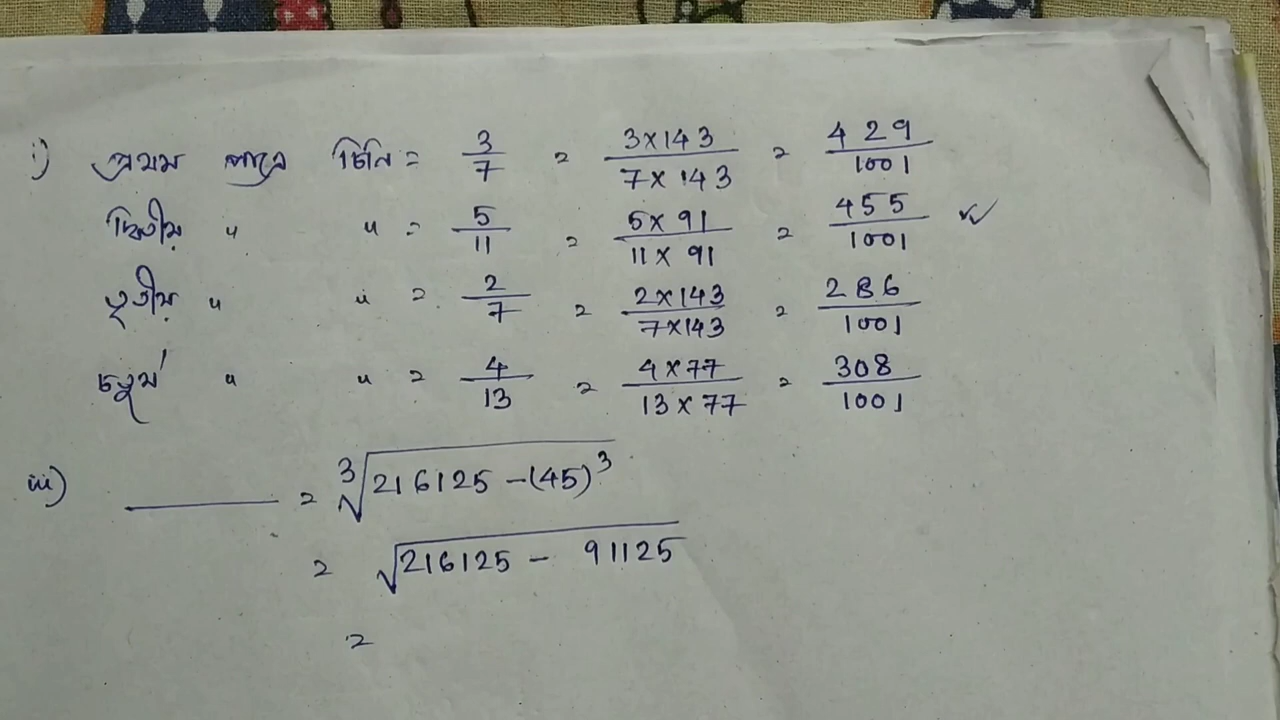 i) প্রথম পাত্রে চিনি = 3/7 = 3×143/7×143 = 429/1001
দ্বিতীয় " " = 5/11 = 5×91/11×91 = 455/1001 ✓
তৃতীয় " " = 2/7 = 2×143/7×143 = 286/1001
চতুর্থ " " = 4/13 = 4×77/13×77 = 308/1001
iii) ______ = ∛216125 - (45)³
= √216125 - 91125
=